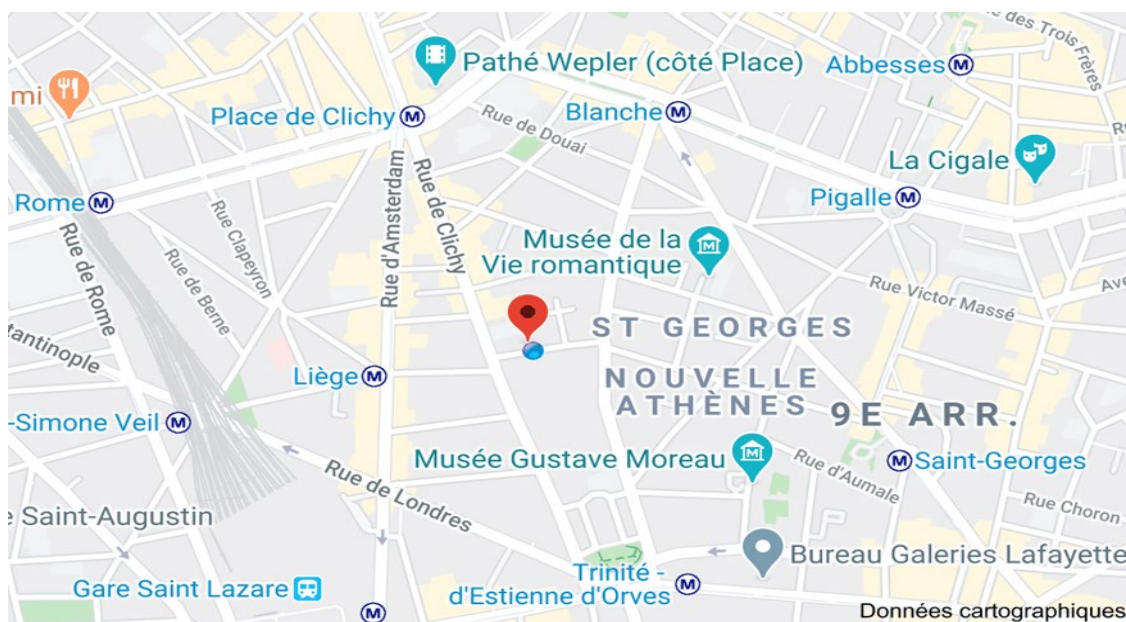 Rue des Trois Frères
Pathé Wepler (côté Place)
Abbesses
M
mi
Place de Clichy
M
Blanche
M
Rue de Douai
La Cigale
Rome
M
Pigalle
M
Rue d'Amsterdam
Rue de Clichy
Rue Clapeyron
Rue de Berne
Rue de Rome
Musée de la
Vie romantique
M
Rue Victor Massé
Ave
ST GEORGES
stantinople
Liège
M
NOUVELLE
ATHÈNES
9E ARR.
-Simone Veil
M
Musée Gustave Moreau
M
Rue d'Aumale
M
Saint-Georges
Rue de Londres
Rue Choron
e Saint-Augustin
Bureau Galeries Lafayette
Gare Saint Lazare
Trinité -
d'Estienne d'Orves
M
M
Données cartographiques